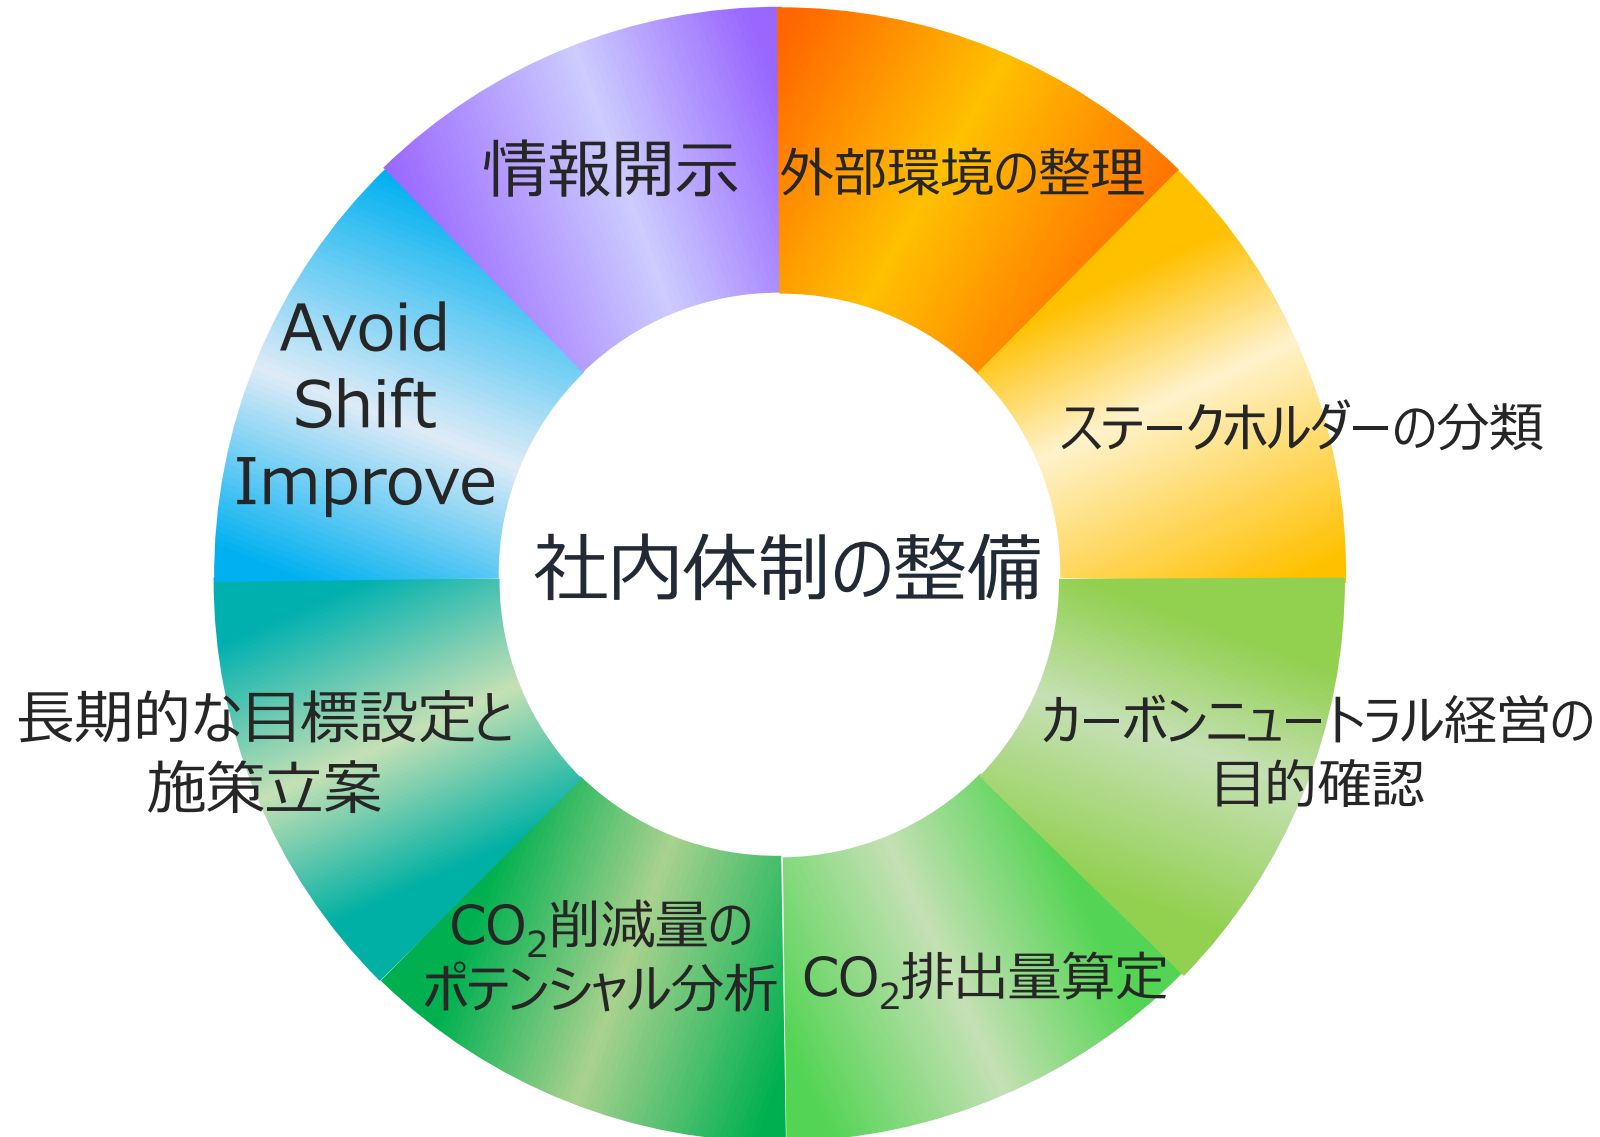 情報開示
外部環境の整理
ステークホルダーの分類
カーボンニュートラル経営の
目的確認
CO₂排出量算定
CO₂削減量の
ポテンシャル分析
長期的な目標設定と
施策立案
Avoid
Shift
Improve
社内体制の整備